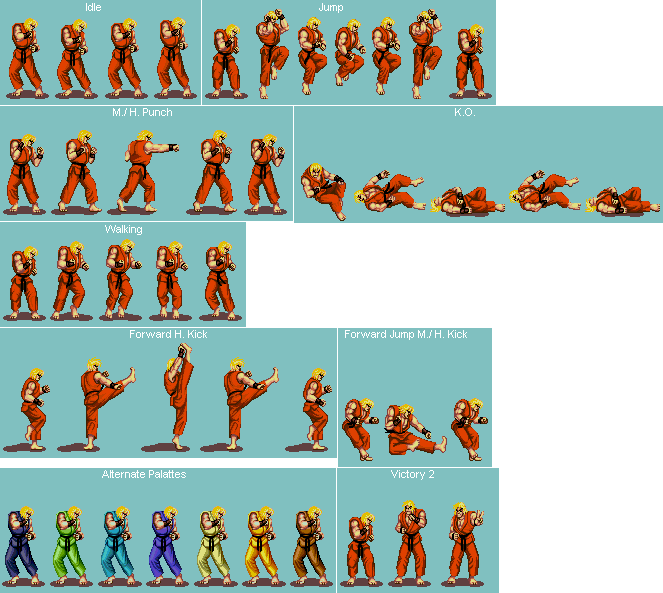 Idle
Jump
M./ H. Punch
K.O.
Walking
Forward H. Kick
Forward Jump M./ H. Kick
Alternate Palattes
Victory 2